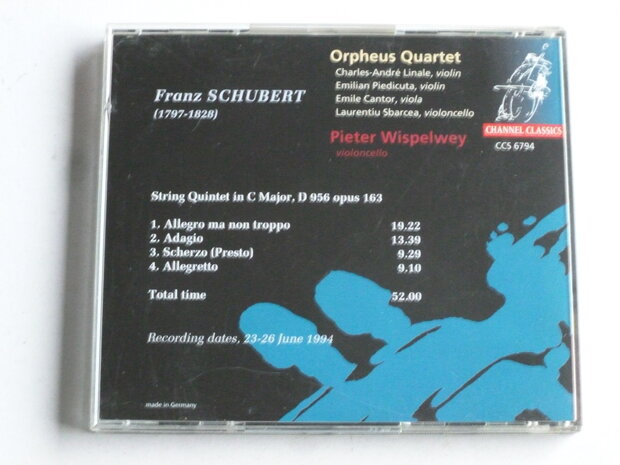 Orpheus Quartet
Charles-André Linale, violin
Emilian Piedicuta, violin
Emile Cantor, viola
Laurentiu Sbarcea, violoncello
Pieter Wispelwey
violoncello
CHANNEL CLASSICS
CCS 6794
Franz SCHUBERT
(1797-1828)
String Quintet in C Major, D 956 opus 163
1. Allegro ma non troppo 19.22
2. Adagio 13.39
3. Scherzo (Presto) 9.29
4. Allegretto 9.10
Total time 52.00
Recording dates, 23-26 June 1994
made in Germany